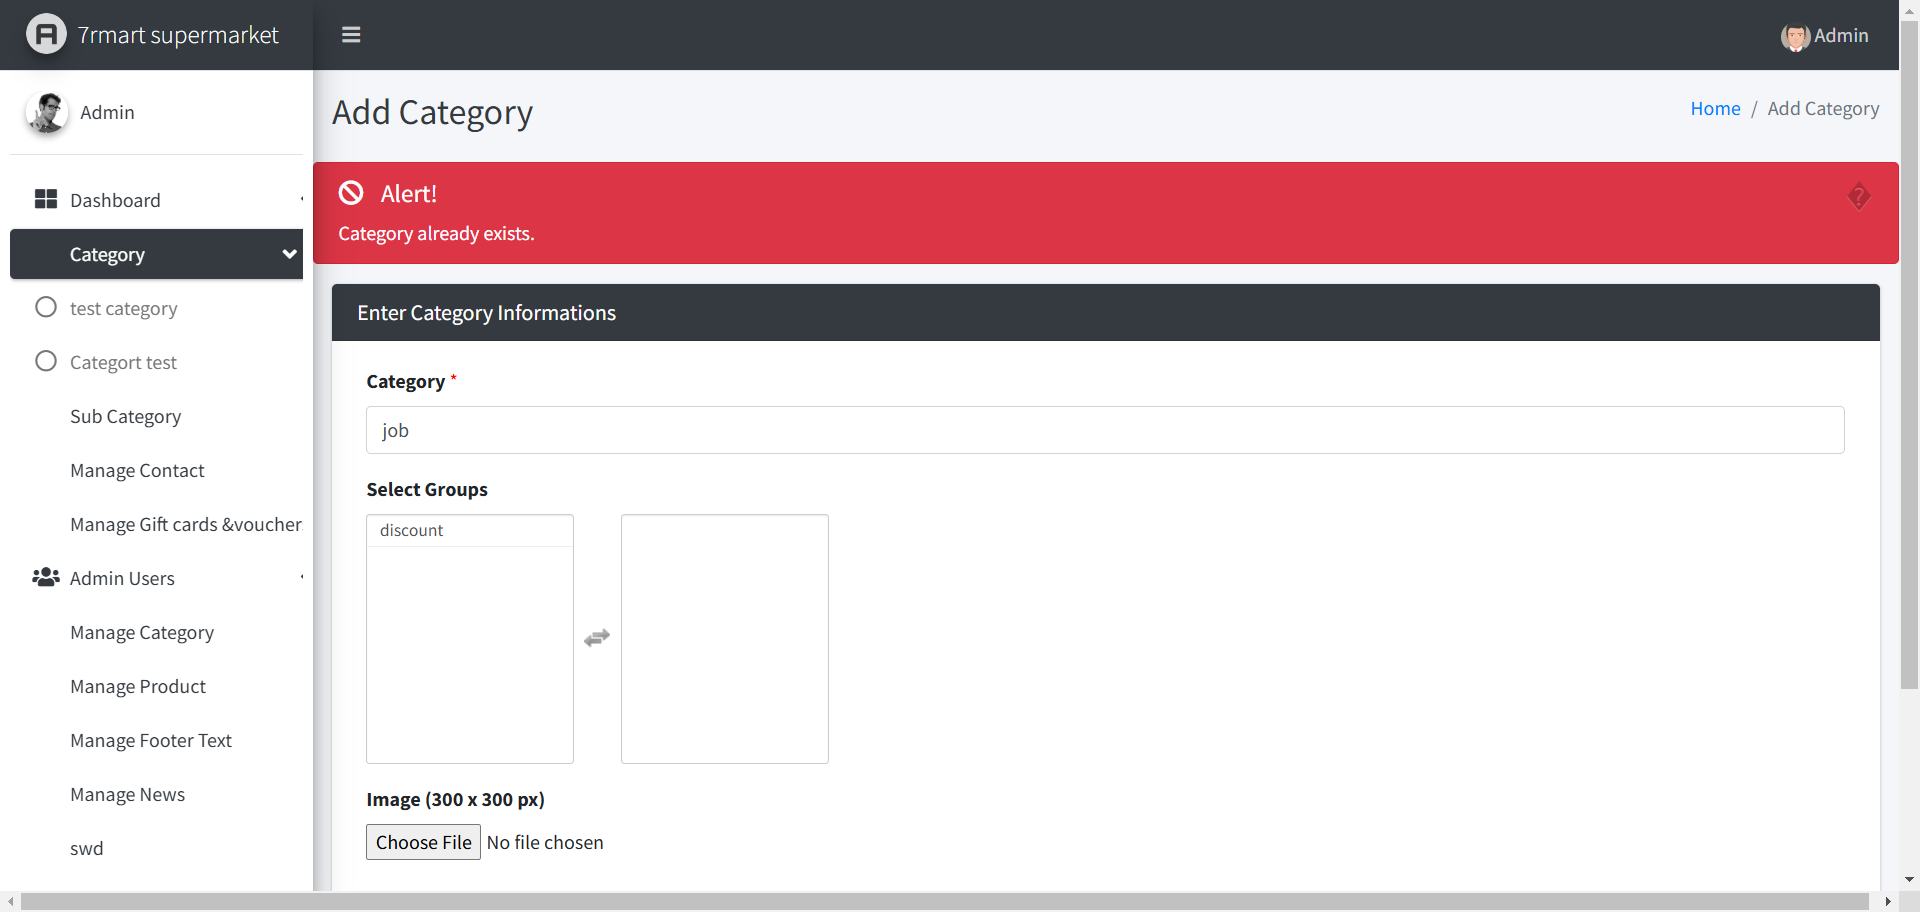 7rmart supermarket
Admin
Admin
Dashboard
Category
test category
Categort test
Sub Category
Manage Contact
Manage Gift cards &voucher
Admin Users
Manage Category
Manage Product
Manage Footer Text
Manage News
swd
Add Category
Home / Add Category
Alert!
Category already exists.
Enter Category Informations
Category *
job
Select Groups
discount
Image (300 x 300 px)
Choose File No file chosen